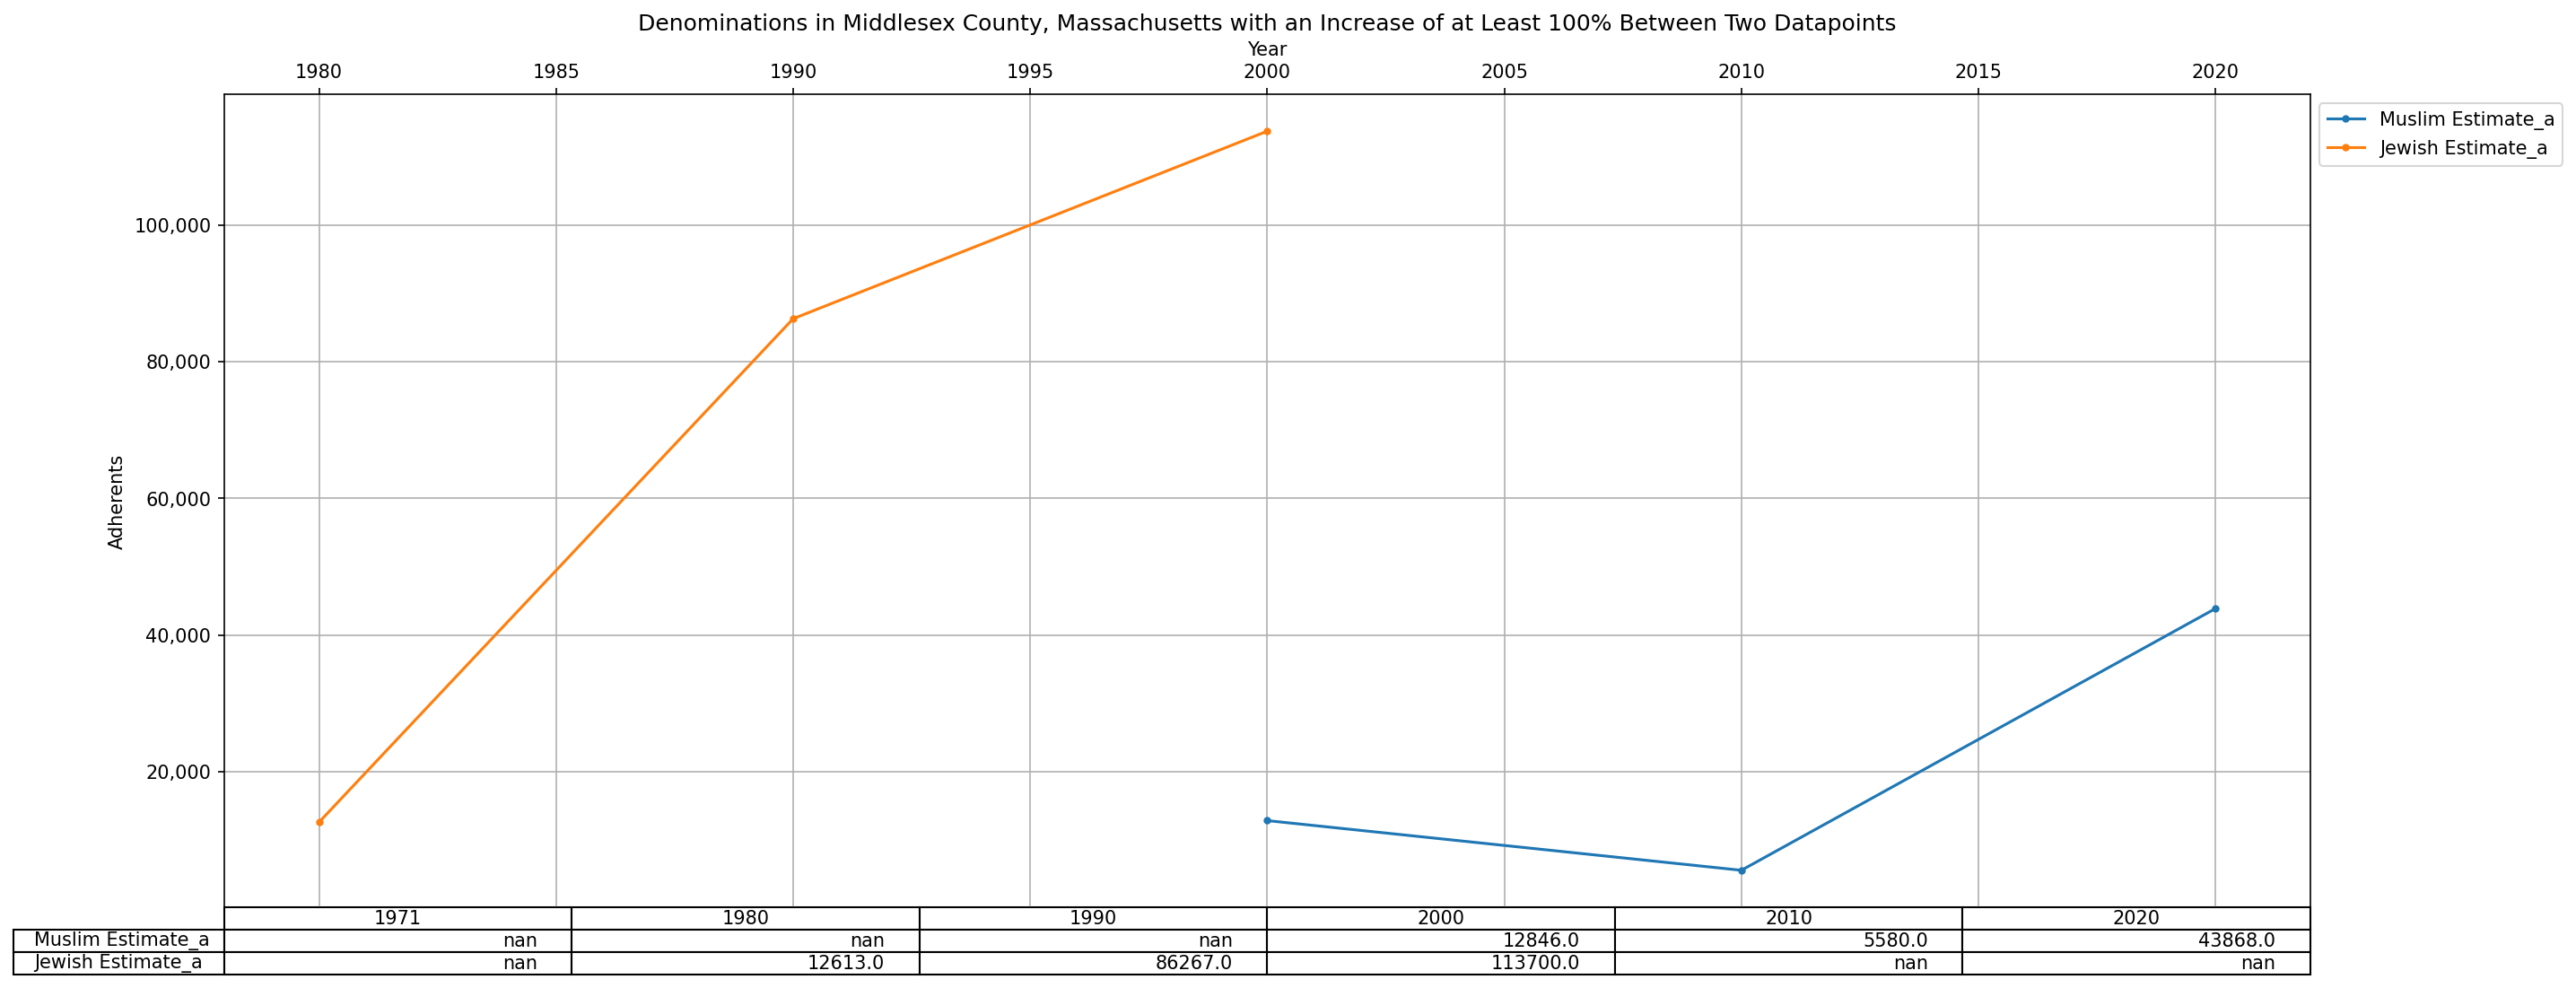 Denominations in Middlesex County, Massachusetts with an Increase of at Least 100% Between Two Datapoints
Year
1980 1985 1990 1995 2000 2005 2010 2015 2020
Muslim Estimate_a
Jewish Estimate_a
100,000
80,000
60,000
40,000
20,000
Adherents
1971 1980 1990 2000 2010 2020
Muslim Estimate_a nan nan nan 12846.0 5580.0 43868.0
Jewish Estimate_a nan 12613.0 86267.0 113700.0 nan nan